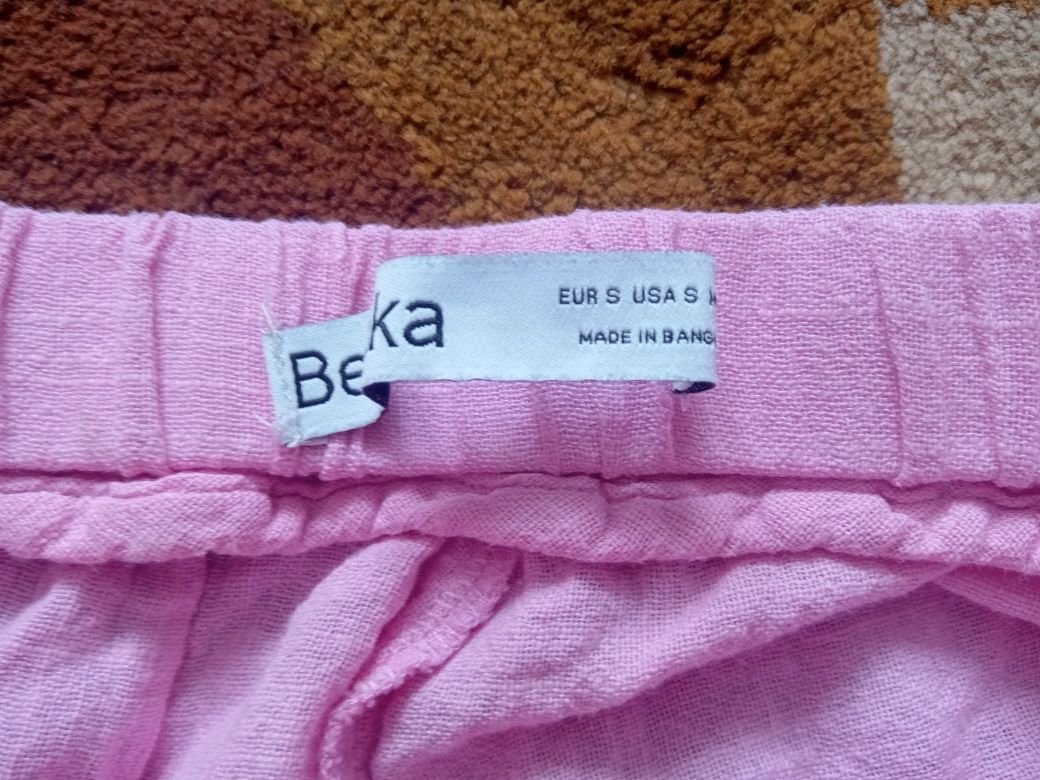 Be
ka
EUR S USA S
MADE IN BANG